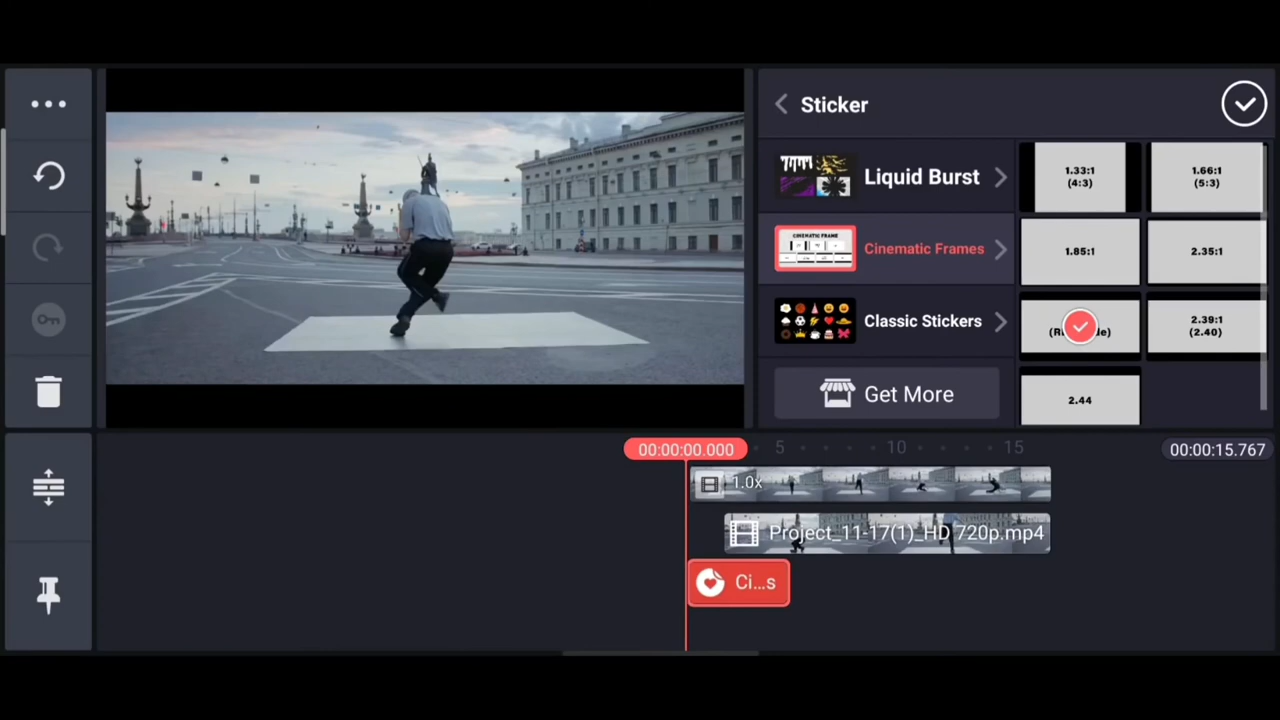 Sticker
Liquid Burst
Cinematic Frames
CINEMATIC FRAME
Classic Stickers
Get More
1.33:1
(4:3)
1.66:1
(5:3)
1.85:1
2.35:1
2.39:1
(2.40)
2.44
00:00:00.000
5
10
15
00:00:15.767
1.0x
Project_11-17(1)_HD 720p.mp4
Ci...s